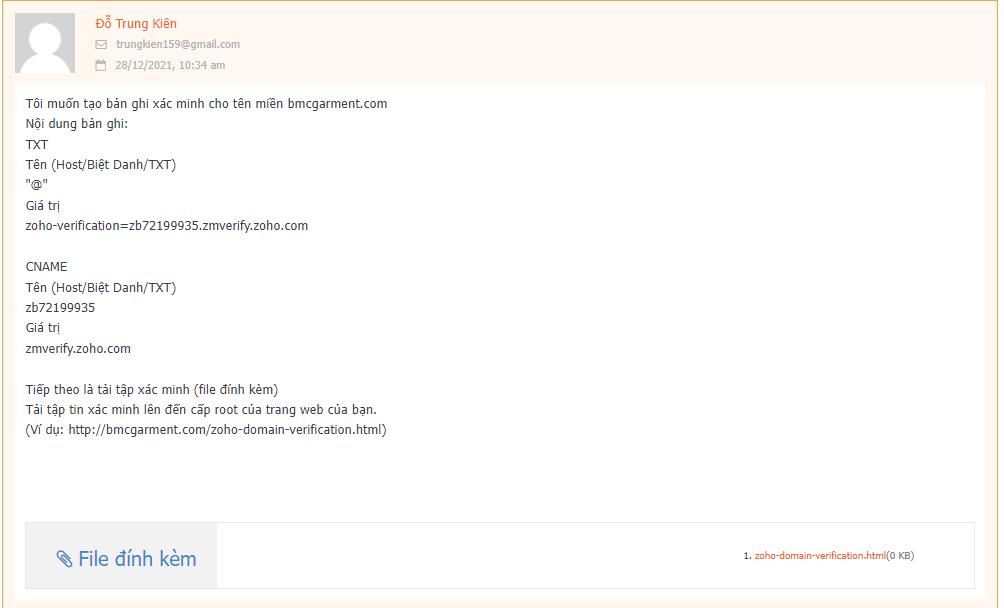 Đỗ Trung Kiên
trungkien159@gmail.com
28/12/2021, 10:34 am
Tôi muốn tạo bản ghi xác minh cho tên miền bmcgarment.com
Nội dung bản ghi:
TXT
Tên (Host/Biệt Danh/TXT)
"@"
Giá trị
zoho-verification=zb72199935.zmverify.zoho.com
CNAME
Tên (Host/Biệt Danh/TXT)
zb72199935
Giá trị
zmverify.zoho.com
Tiếp theo là tải tập xác minh (file đính kèm)
Tải tập tin xác minh lên đến cấp root của trang web của bạn.
(Ví dụ: http://bmcgarment.com/zoho-domain-verification.html)
File đính kèm
1. zoho-domain-verification.html(0 KB)